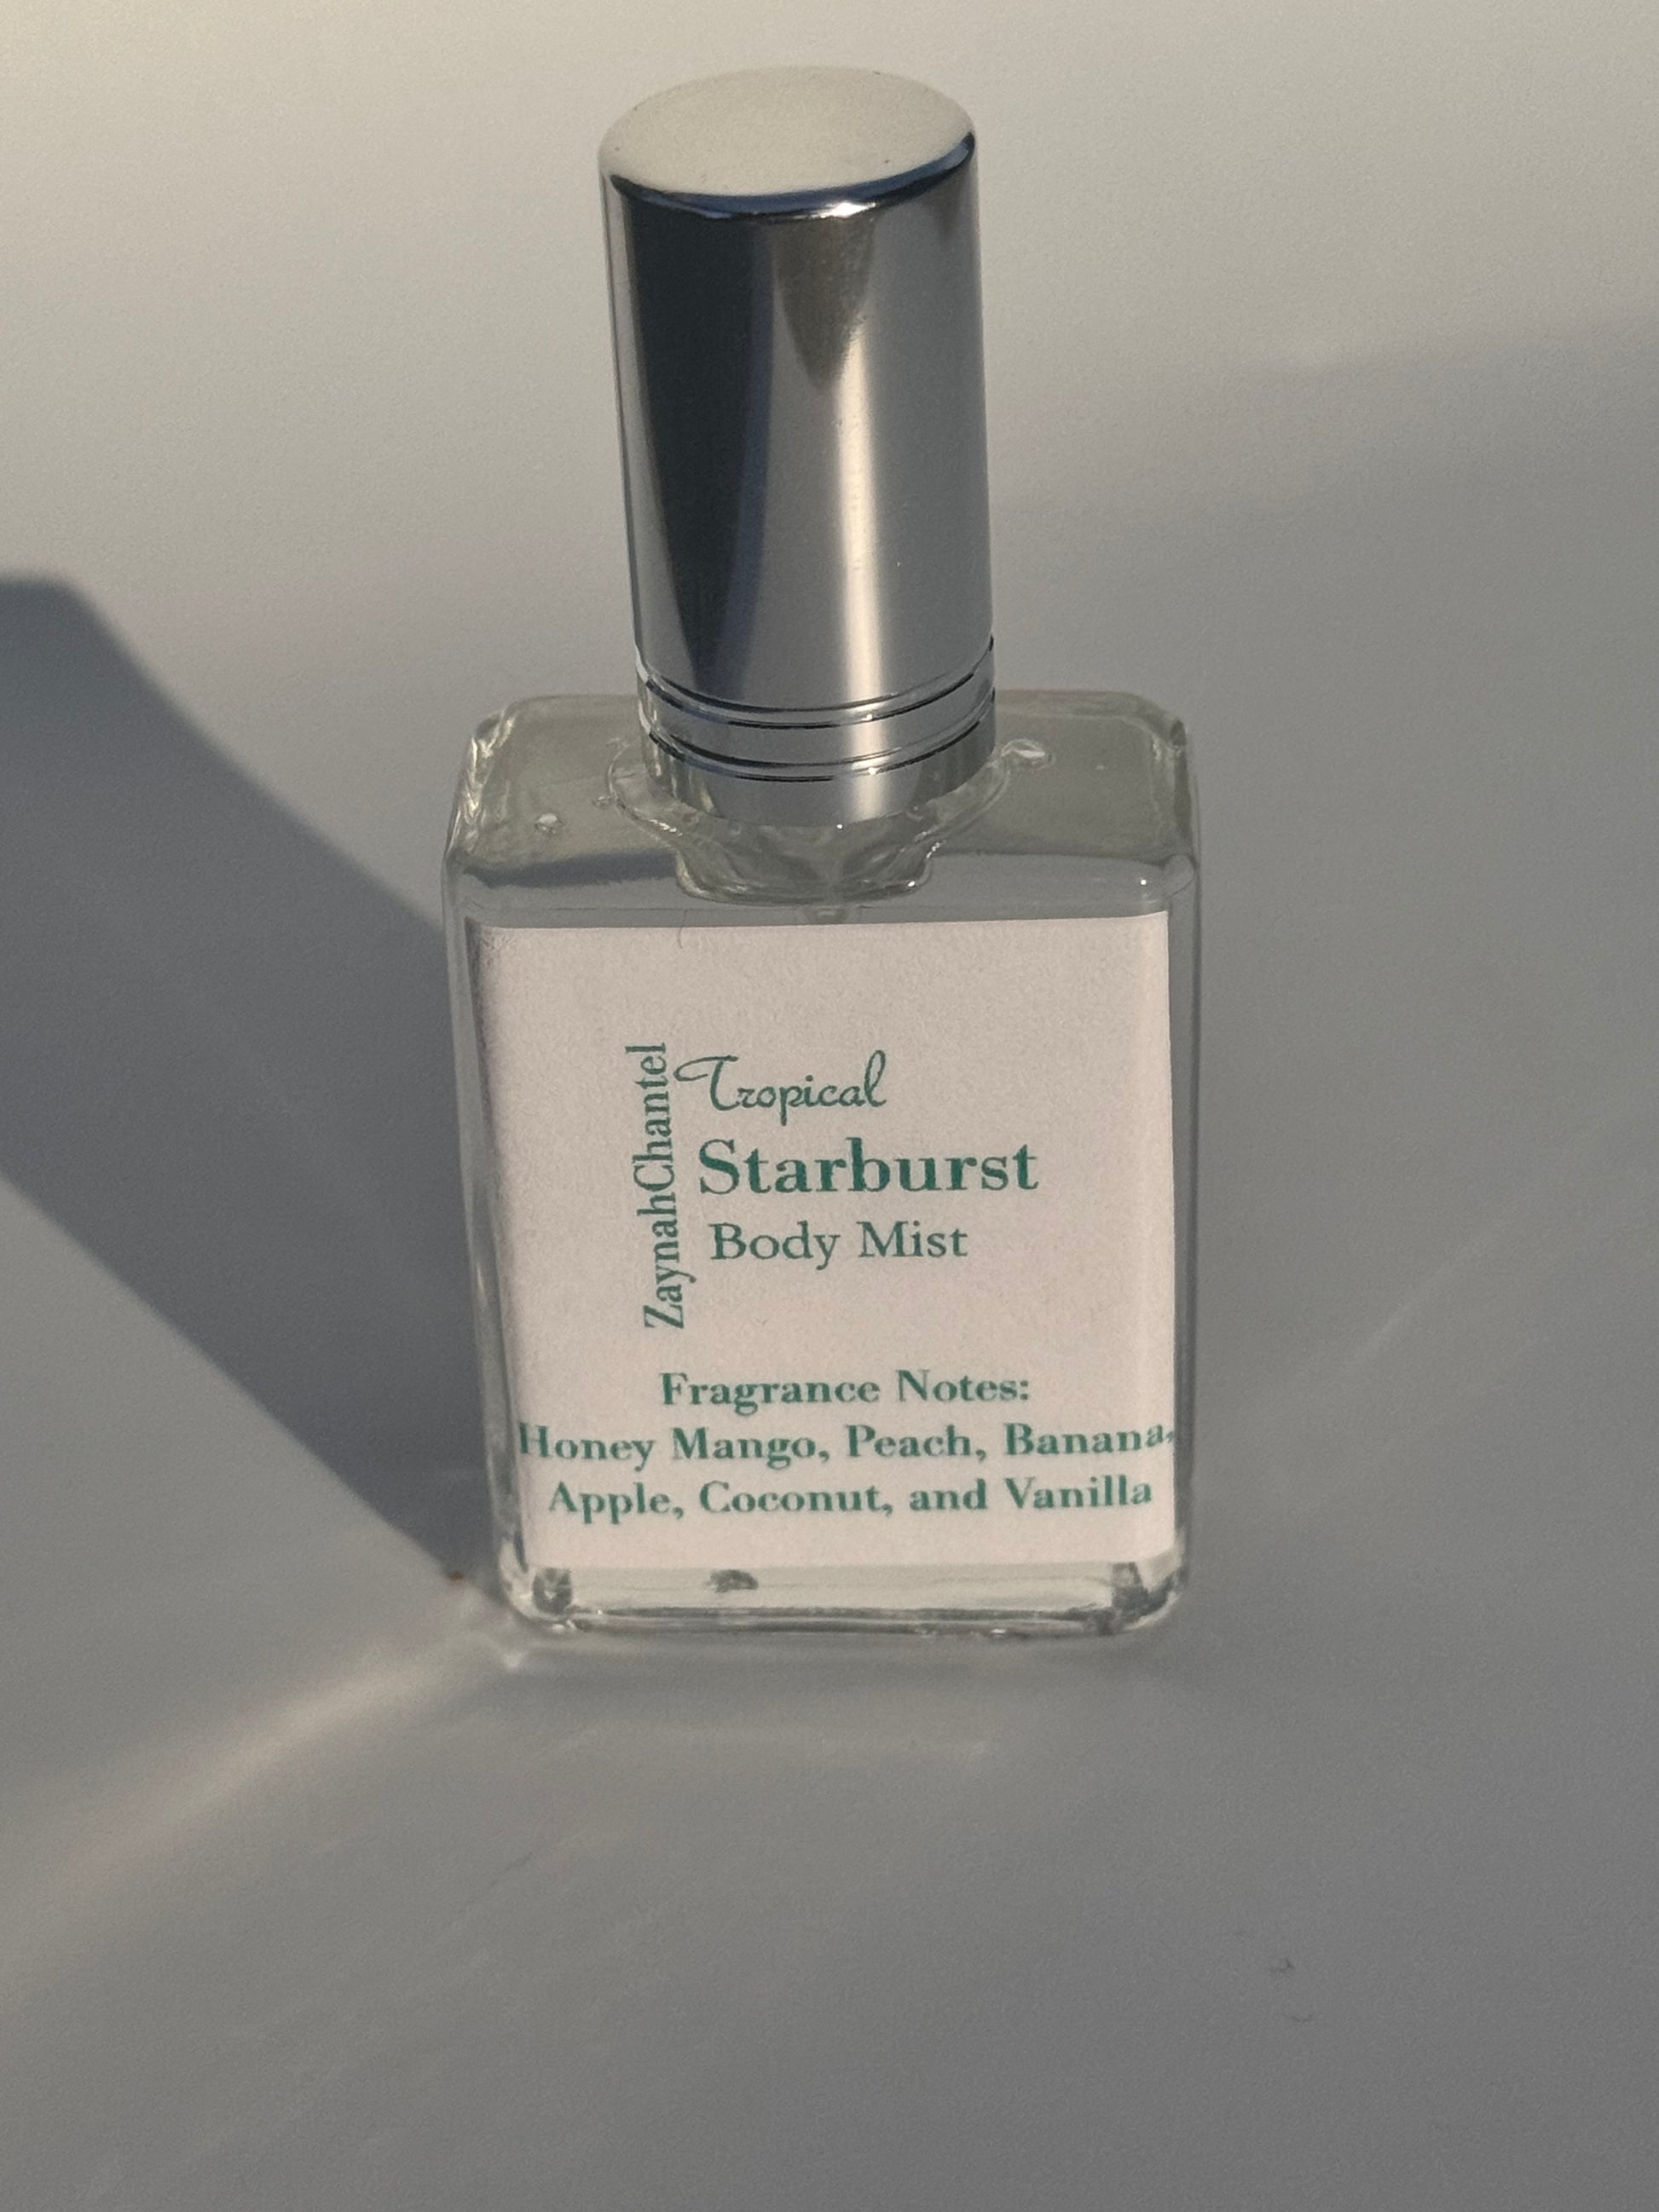 ZaynahChantel
Tropical
Starburst
Body Mist
Fragrance Notes:
Honey Mango, Peach, Banana,
Apple, Coconut, and Vanilla